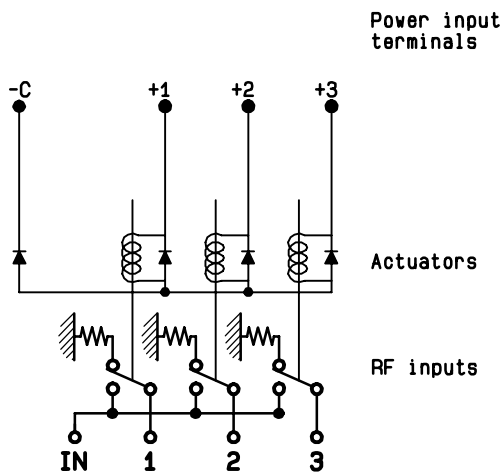 Power input
terminals
-C +1 +2 +3
Actuators
RF inputs
IN 1 2 3